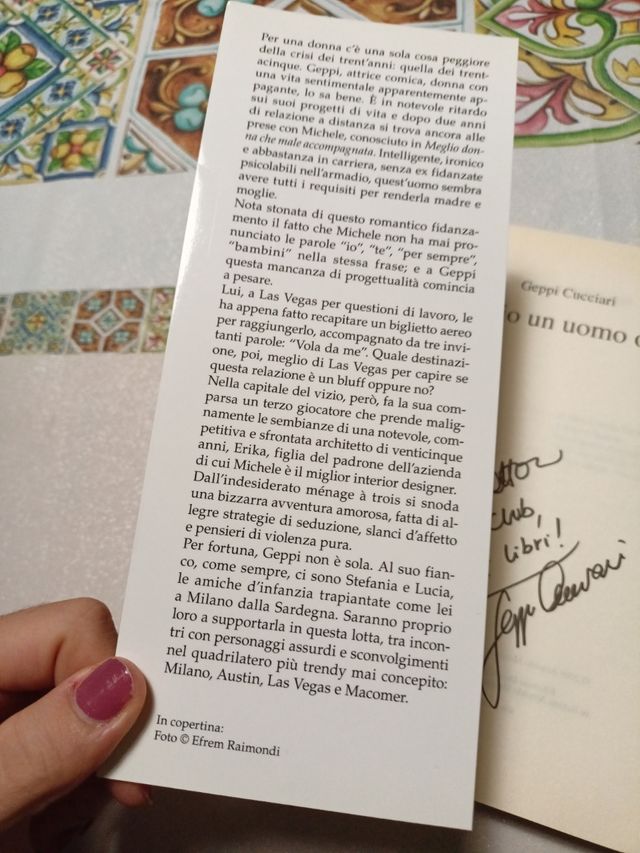 Per una donna c'è una sola cosa peggiore
della crisi dei trent'anni: quella dei trent-
acinque. Geppi, attrice comica, donna con
una vita sentimentale apparentemente ap-
pagante, lo sa bene. È in notevole ritardo
sui suoi progetti di vita e dopo due anni
di relazione a distanza si trova ancora alle
prese con Michele, conosciuto in Meglio don-
na che male accompagnata. Intelligente, ironico
e abbastanza in carriera, senza ex fidanzate
psicolabili nell'armadio, quest'uomo sembra
avere tutti i requisiti per renderla madre e
moglie.
Nota stonata di questo romantico fidanza-
mento il fatto che Michele non ha mai pro-
nunciato le parole "io", "te", "per sempre",
"bambini" nella stessa frase; e a Geppi
questa mancanza di progettualità comincia
a pesare.
Lui, a Las Vegas per questioni di lavoro, le
ha appena fatto recapitare un biglietto aereo
per raggiungerlo, accompagnato da tre invi-
tanti parole: "Vola da me". Quale destinazi-
one, poi, meglio di Las Vegas per capire se
questa relazione è un bluff oppure no?
Nella capitale del vizio, però, fa la sua com-
parsa un terzo giocatore che prende malig-
namente le sembianze di una notevole, com-
petitiva e sfrontata architetto di venticinque
anni, Erika, figlia del padrone dell'azienda
di cui Michele è il miglior interior designer.
Dall'indesiderato ménage à trois si snoda
una bizzarra avventura amorosa, fatta di al-
legre strategie di seduzione, slanci d'affetto
e pensieri di violenza pura.
Per fortuna, Geppi non è sola. Al suo fian-
co, come sempre, ci sono Stefania e Lucia,
le amiche d'infanzia trapiantate come lei
a Milano dalla Sardegna. Saranno proprio
loro a supportarla in questa lotta, tra incon-
tri con personaggi assurdi e sconvolgimenti
nel quadrilatero più trendy mai concepito:
Milano, Austin, Las Vegas e Macomer.
In copertina:
Foto © Efrem Raimondi
Geppi Cucciari
un uomo
club,
libri!
Geppi Cucciari